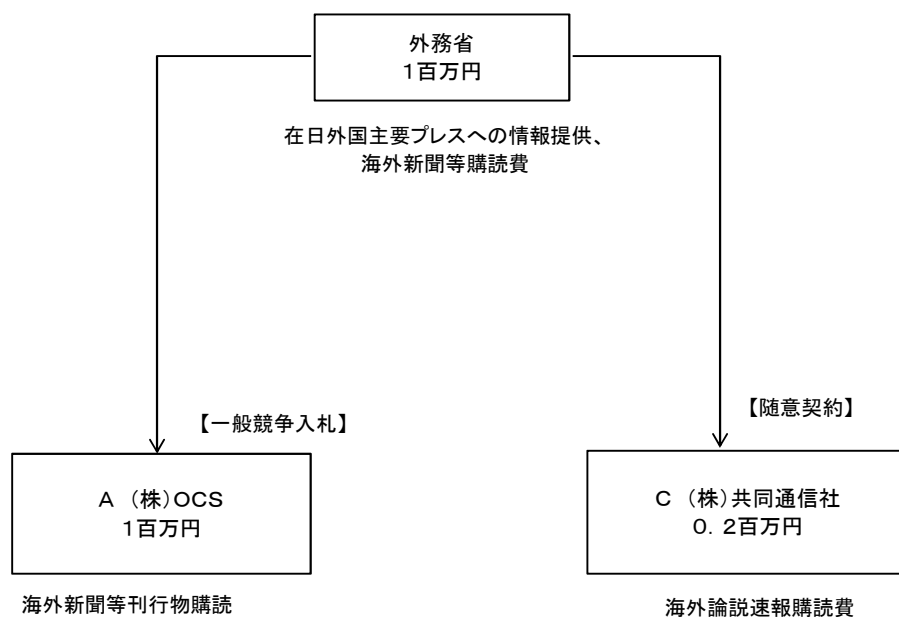 外務省
1百万円
在日外国主要プレスへの情報提供、
海外新聞等購読費
【一般競争入札】
【随意契約】
A (株)OCS
1百万円
C (株)共同通信社
0.2百万円
海外新聞等刊行物購読
海外論説速報購読費